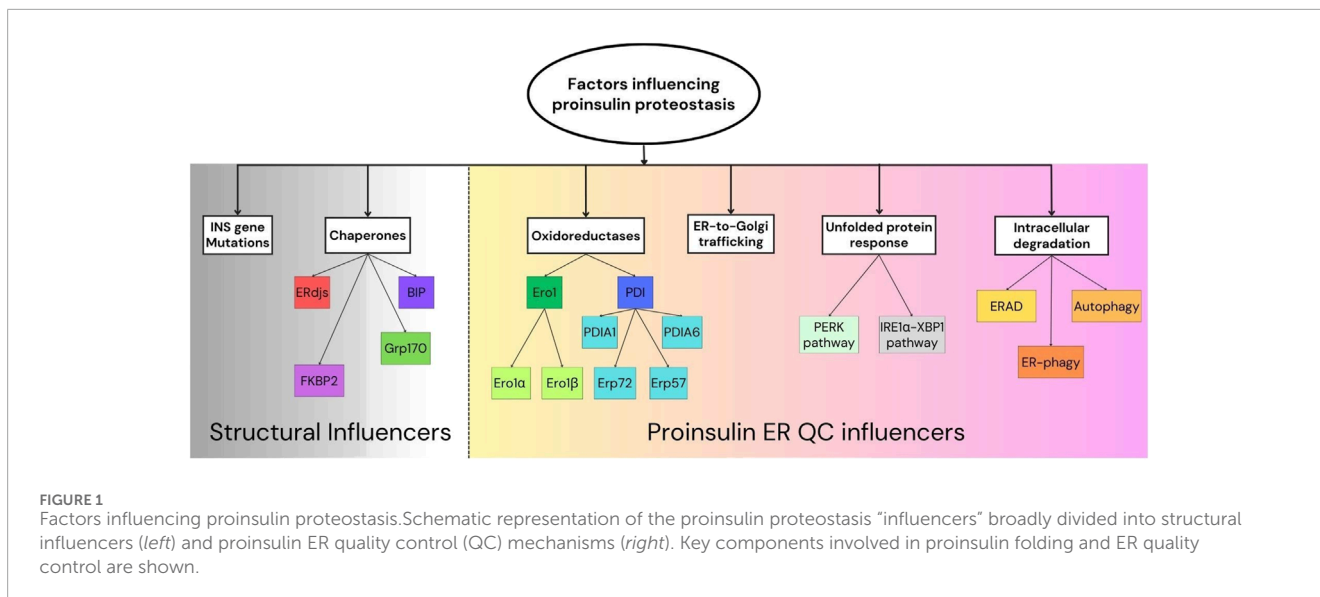 Factors influencing
proinsulin proteostasis
INS gene
Mutations
Chaperones
Oxidoreductases
ER-to-Golgi
trafficking
Unfolded protein
response
Intracellular
degradation
ERdjs
BIP
Grp170
FKBP2
Ero1
PDI
PDIA1
PDIA6
Ero1α
Ero1β
Erp72
Erp57
PERK
pathway
IRE1α-XBP1
pathway
ERAD
Autophagy
ER-phagy
Structural Influencers
Proinsulin ER QC influencers
FIGURE 1
Factors influencing proinsulin proteostasis.Schematic representation of the proinsulin proteostasis “influencers” broadly divided into structural
influencers (left) and proinsulin ER quality control (QC) mechanisms (right). Key components involved in proinsulin folding and ER quality
control are shown.